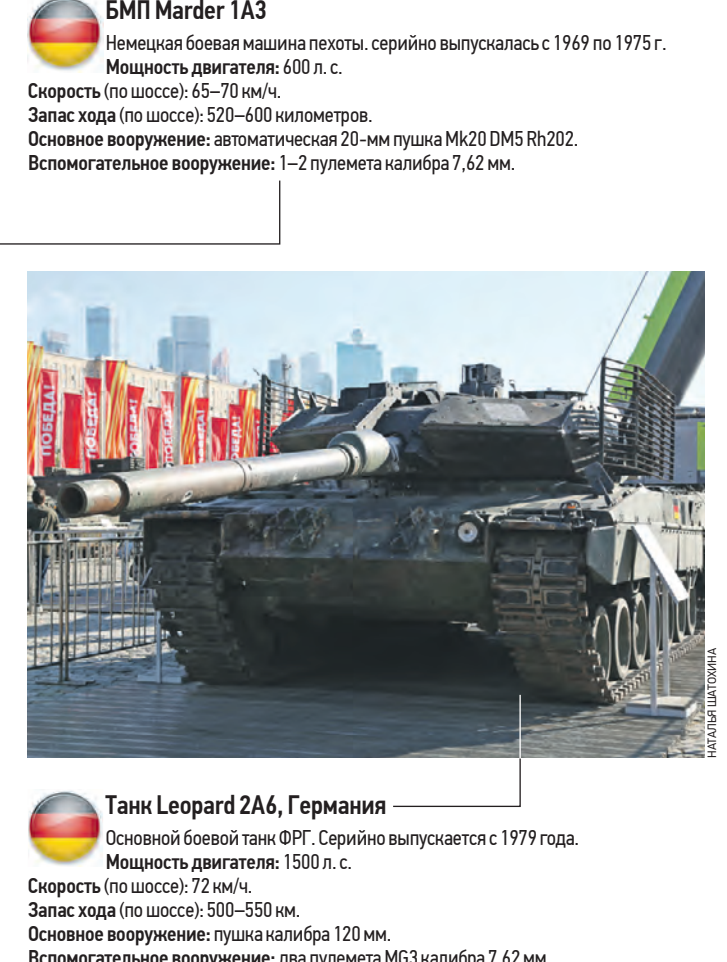 БМП Marder 1A3
Немецкая боевая машина пехоты. серийно выпускалась с 1969 по 1975 г.
Мощность двигателя: 600 л. с.
Скорость (по шоссе): 65–70 км/ч.
Запас хода (по шоссе): 520–600 километров.
Основное вооружение: автоматическая 20-мм пушка Mk20 DM5 Rh202.
Вспомогательное вооружение: 1–2 пулемета калибра 7,62 мм.
ПОБЕДА!
ПОБЕДА!
ПОБЕДА!
ПОБЕДА!
ПОБЕДА!
НАТАЛЬЯ ШАТОХИНА
Танк Leopard 2A6, Германия
Основной боевой танк ФРГ. Серийно выпускается с 1979 года.
Мощность двигателя: 1500 л. с.
Скорость (по шоссе): 72 км/ч.
Запас хода (по шоссе): 500–550 км.
Основное вооружение: пушка калибра 120 мм.
Вспомогательное вооружение: два пулемета MG3 калибра 7,62 мм